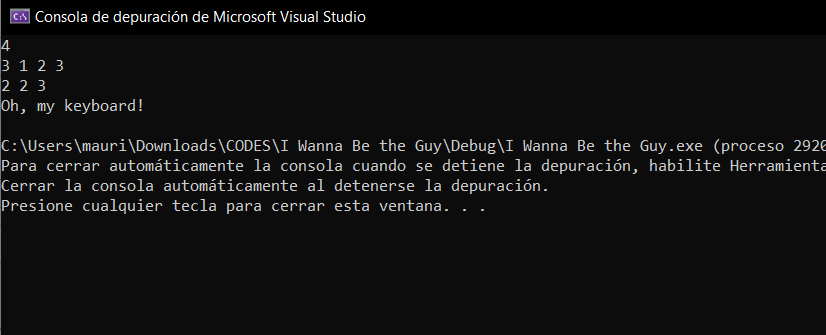 C:\ Consola de depuración de Microsoft Visual Studio
4
3 1 2 3
2 2 3
Oh, my keyboard!
C:\Users\mauri\Downloads\CODES\I Wanna Be the Guy\Debug\I Wanna Be the Guy.exe (proceso 2920
Para cerrar automáticamente la consola cuando se detiene la depuración, habilite Herramienta
Cerrar la consola automáticamente al detenerse la depuración.
Presione cualquier tecla para cerrar esta ventana. . .